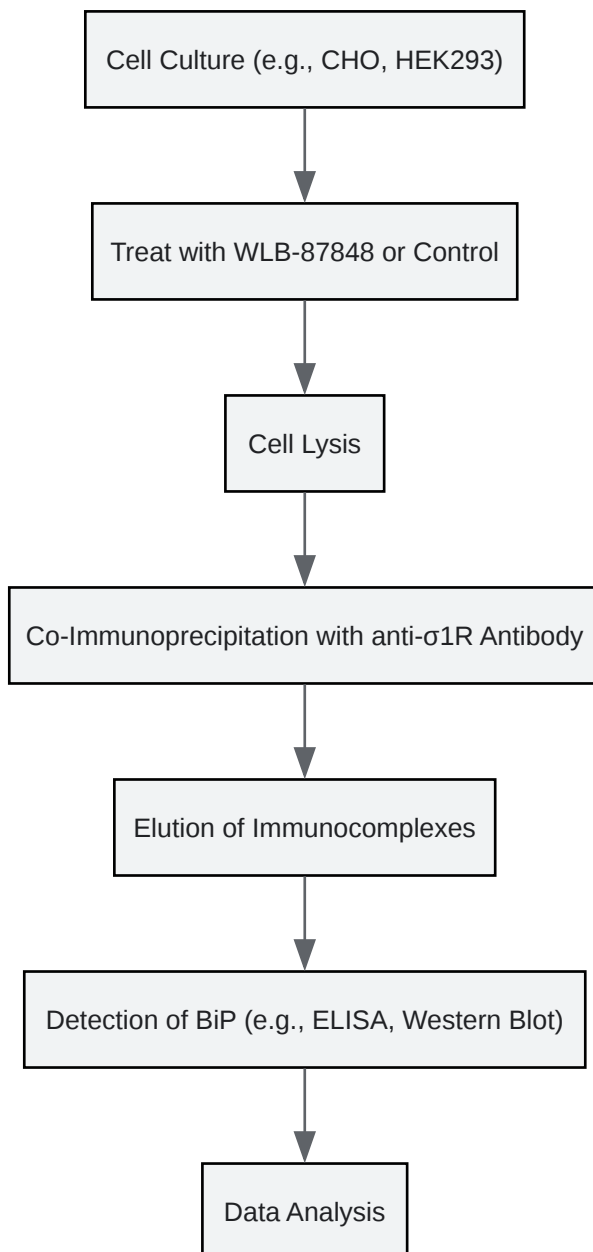 Cell Culture (e.g., CHO, HEK293)
Treat with WLB-87848 or Control
Cell Lysis
Co-Immunoprecipitation with anti-σ1R Antibody
Elution of Immunocomplexes
Detection of BiP (e.g., ELISA, Western Blot)
Data Analysis